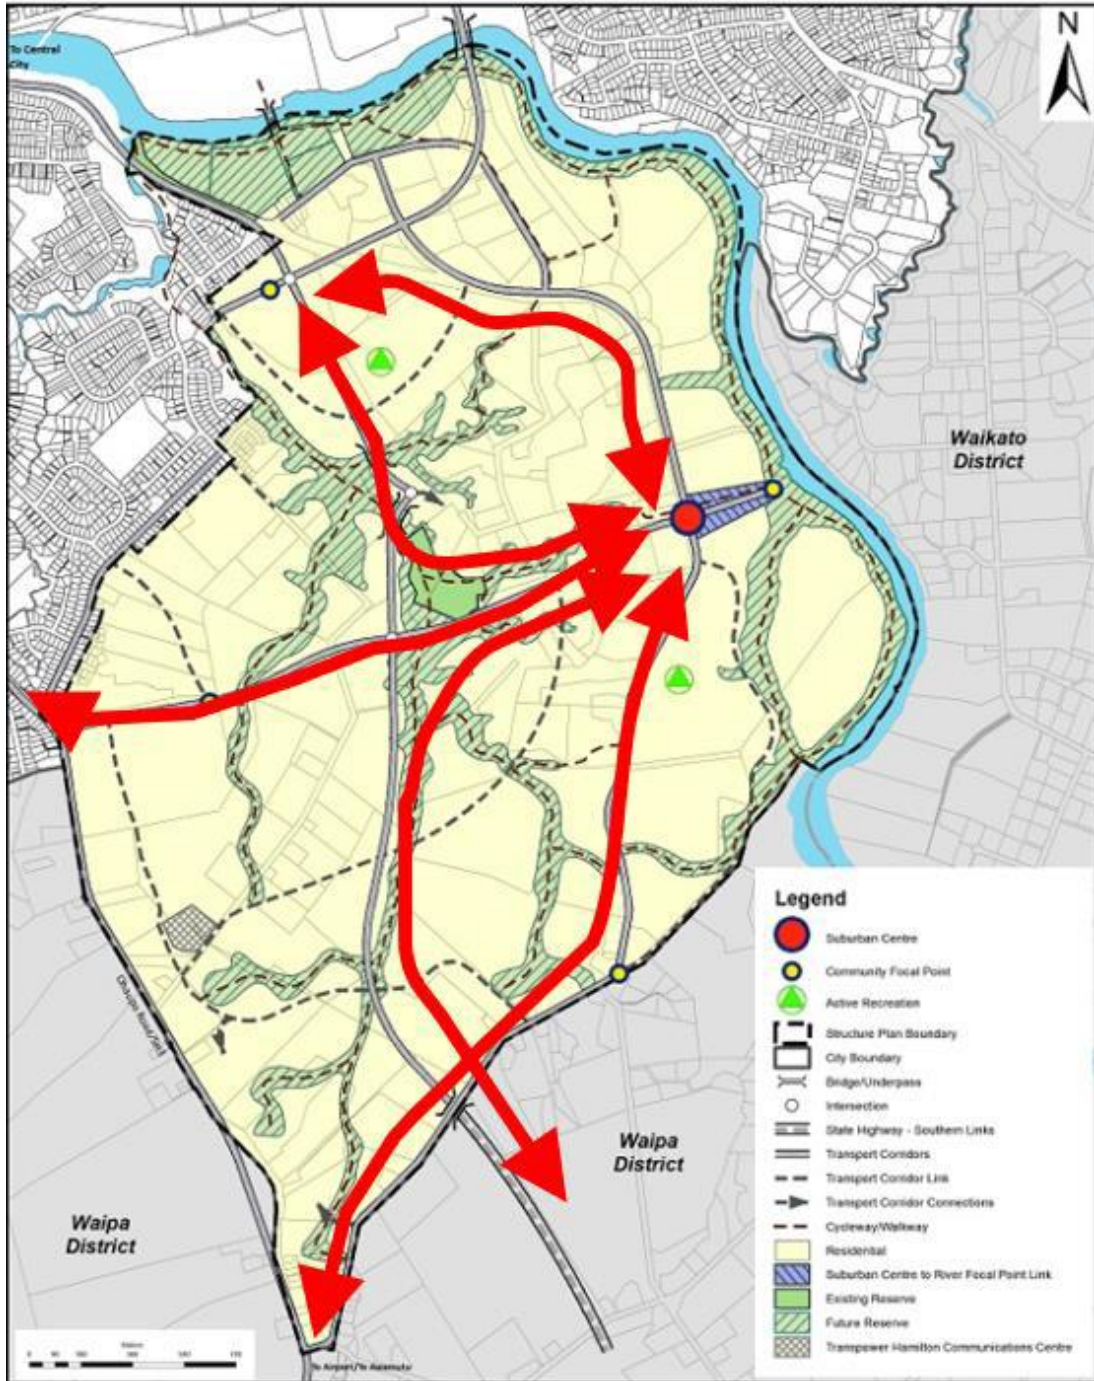 To Central
City
N
Waikato
District
Waipa
District
Waipa
District
To Airport/Te Awamutu
Legend
Suburban Centre
Community Focal Point
Active Recreation
Structure Plan Boundary
City Boundary
Bridge/Underpass
Intersection
State Highway - Southern Links
Transport Corridors
Transport Corridor Link
Transport Corridor Connections
Cycleway/Walkway
Residential
Suburban Centre to River Focal Point Link
Existing Reserve
Future Reserve
Transpower Hamilton Communications Centre